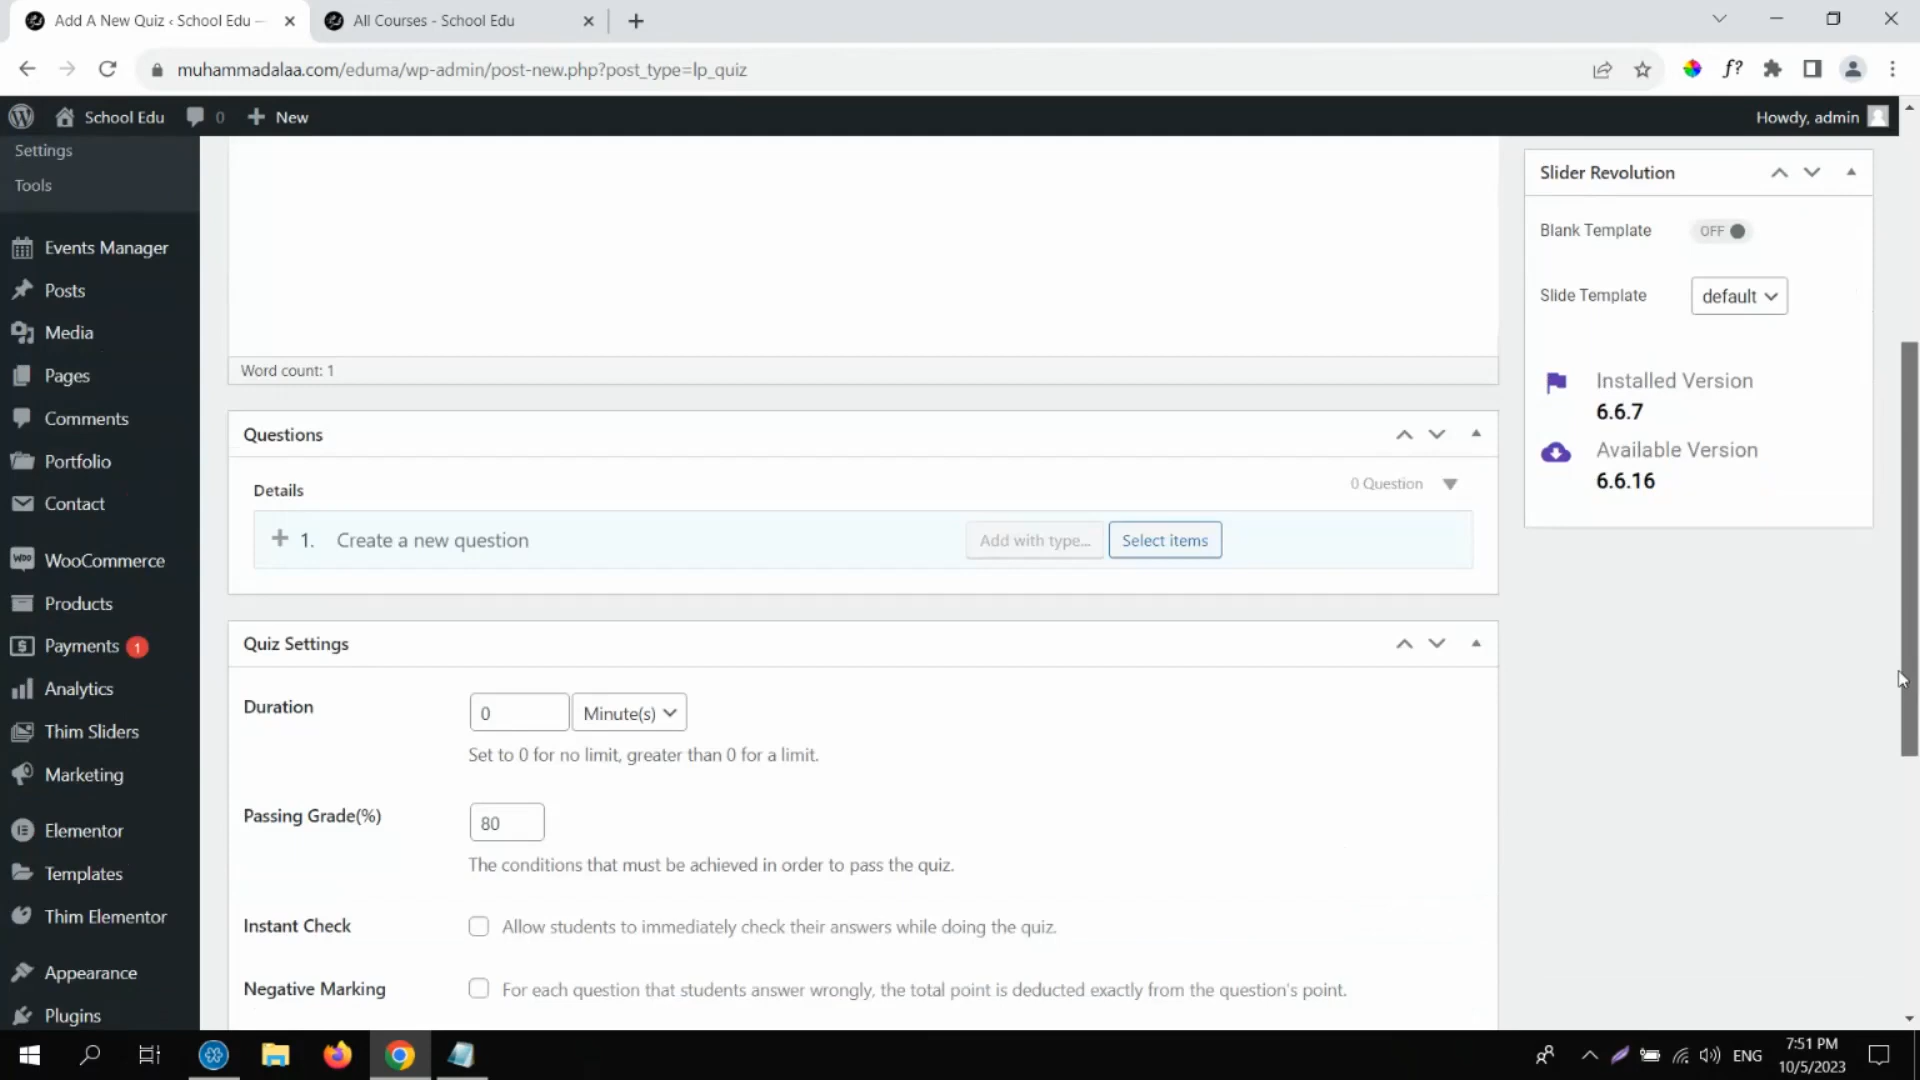 Add A New Quiz ‹ School Edu —
All Courses - School Edu
muhammadalaa.com/eduma/wp-admin/post-new.php?post_type=lp_quiz
f?
School Edu
0
New
Howdy, admin
Settings
Tools
Events Manager
Posts
Media
Pages
Comments
Portfolio
Contact
WooCommerce
Products
Payments 1
Analytics
Thim Sliders
Marketing
Elementor
Templates
Thim Elementor
Appearance
Plugins
Word count: 1
Questions
Details
0 Question
1. Create a new question
Add with type...
Select items
Quiz Settings
Duration
0
Minute(s)
Set to 0 for no limit, greater than 0 for a limit.
Passing Grade(%)
80
The conditions that must be achieved in order to pass the quiz.
Instant Check
Allow students to immediately check their answers while doing the quiz.
Negative Marking
For each question that students answer wrongly, the total point is deducted exactly from the question's point.
Slider Revolution
Blank Template
OFF
Slide Template
default
Installed Version
6.6.7
Available Version
6.6.16
ENG
7:51 PM
10/5/2023